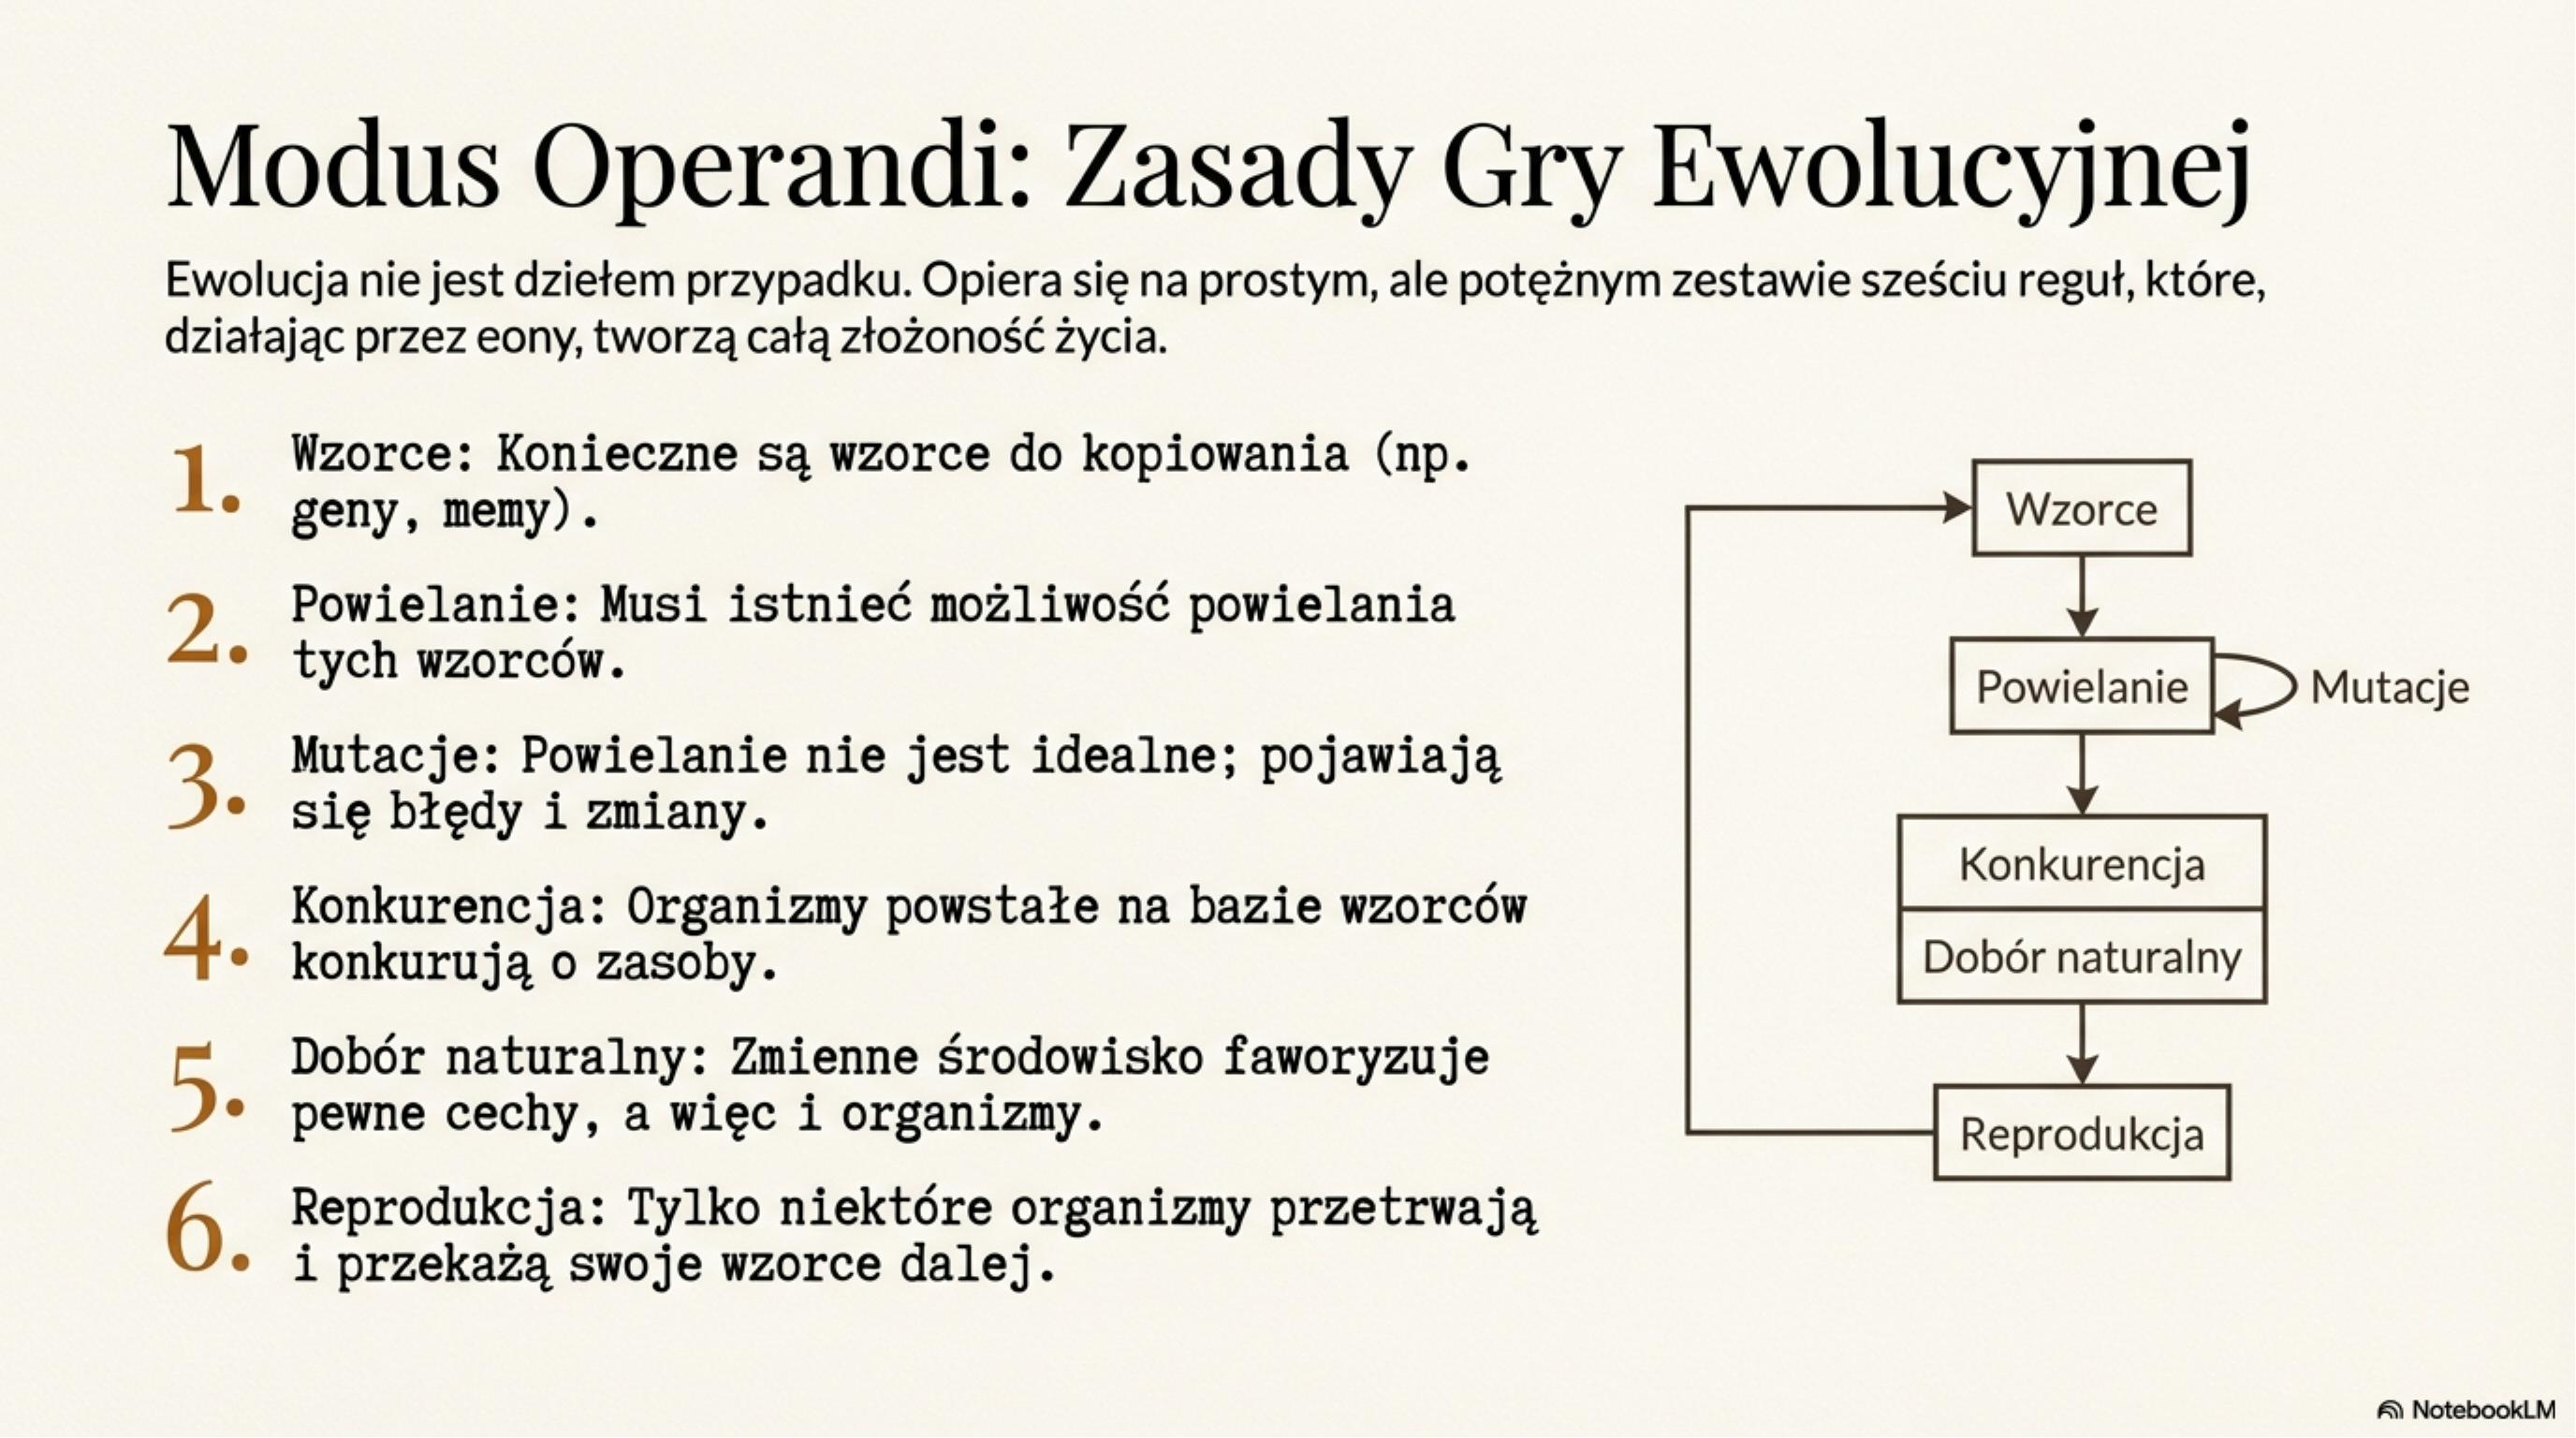 Modus Operandi: Zasady Gry Ewolucyjnej
Ewolucja nie jest dziełem przypadku. Opiera się na prostym, ale potężnym zestawie sześciu reguł, które,
działając przez eony, tworzą całą złożoność życia.
1. Wzorce: Konieczne są wzorce do kopiowania (np.
geny, memy).
2. Powielanie: Musi istnieć możliwość powielania
tych wzorców.
3. Mutacje: Powielanie nie jest idealne; pojawiają
się błędy i zmiany.
4. Konkurencja: Organizmy powstałe na bazie wzorców
konkurują o zasoby.
5. Dobór naturalny: Zmienne środowisko faworyzuje
pewne cechy, a więc i organizmy.
6. Reprodukcja: Tylko niektóre organizmy przetrwają
i przekażą swoje wzorce dalej.
Wzorce
Powielanie
Mutacje
Konkurencja
Dobór naturalny
Reprodukcja
NotebookLM